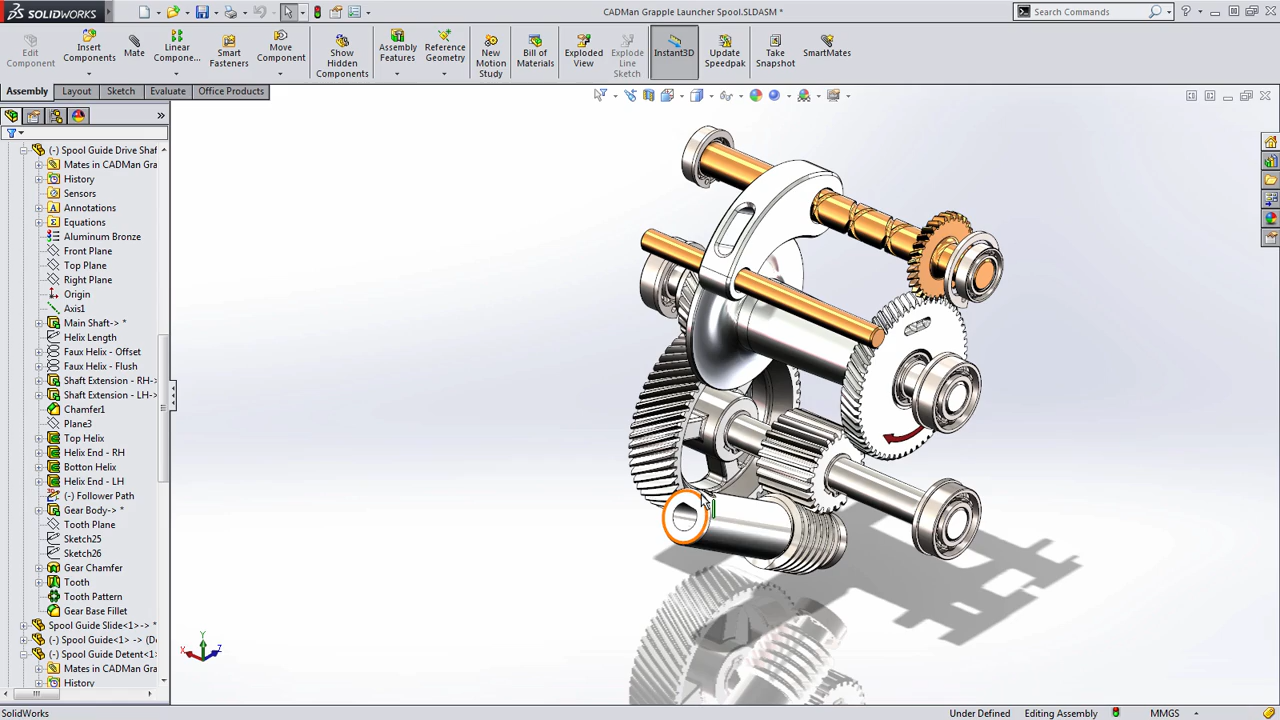 SOLIDWORKS
CADMan Grapple Launcher Spool.SLDASM *
Search Commands
Edit Component
Insert Components
Mate
Linear Compone...
Smart Fasteners
Move Component
Show Hidden Components
Assembly Features
Reference Geometry
New Motion Study
Bill of Materials
Exploded View
Explode Line Sketch
Instant3D
Update Speedpak
Take Snapshot
SmartMates
Assembly
Layout
Sketch
Evaluate
Office Products
(-) Spool Guide Drive Shaf
Mates in CADMan Gra
History
Sensors
Annotations
Equations
Aluminum Bronze
Front Plane
Top Plane
Right Plane
Origin
Axis1
Main Shaft-> *
Helix Length
Faux Helix - Offset
Faux Helix - Flush
Shaft Extension - RH->
Shaft Extension - LH->
Chamfer1
Plane3
Top Helix
Helix End - RH
Botton Helix
Helix End - LH
(-) Follower Path
Gear Body-> *
Tooth Plane
Sketch25
Sketch26
Gear Chamfer
Tooth
Tooth Pattern
Gear Base Fillet
Spool Guide Slide<1>-> *
(-) Spool Guide<1> -> (De
(-) Spool Guide Detent<1>
Mates in CADMan Gra
History
Y
X
Z
SolidWorks
Under Defined
Editing Assembly
MMGS